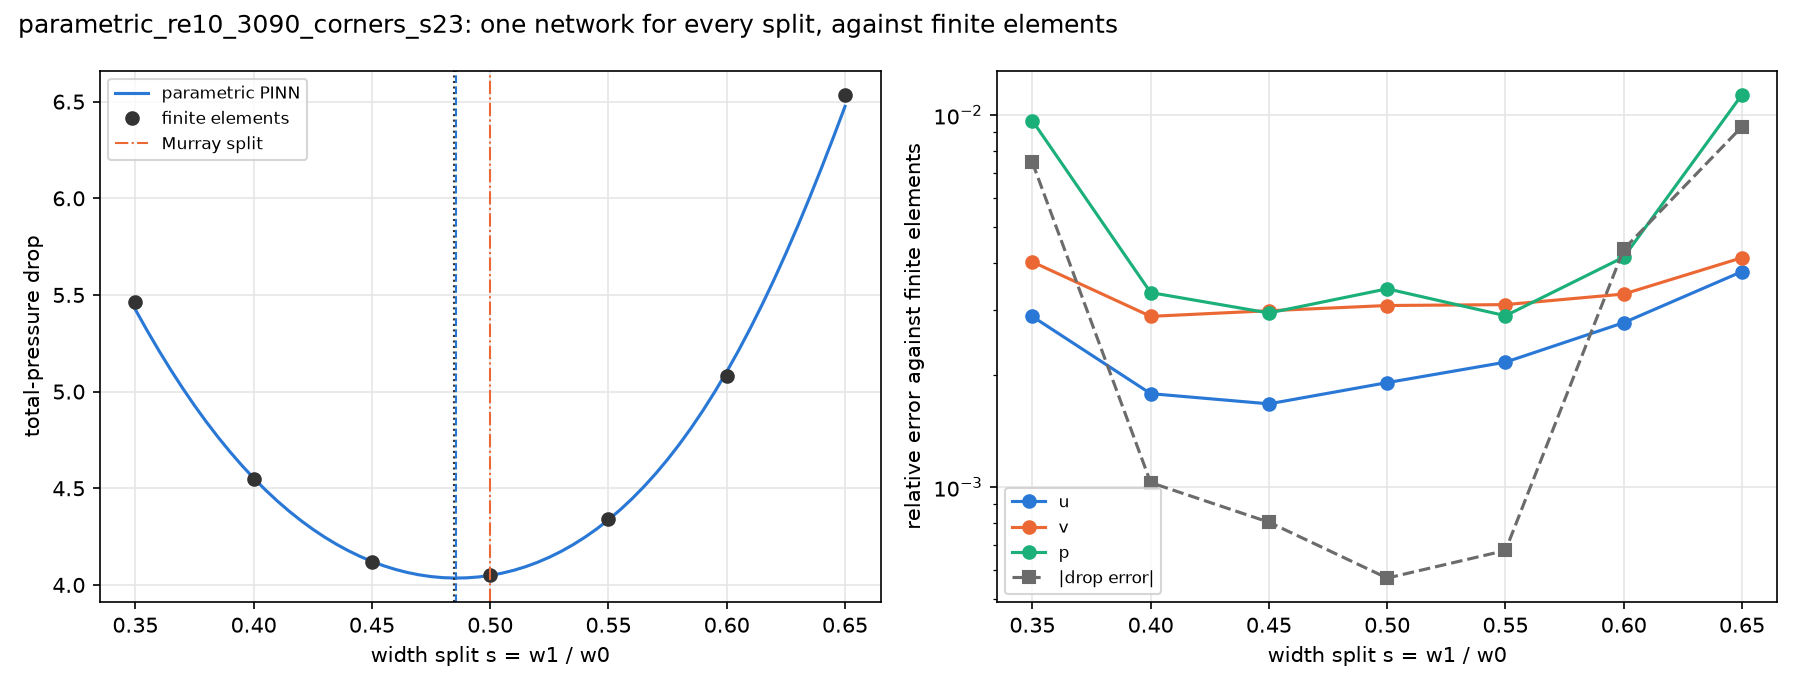 parametric_re10_3090_corners_s23: one network for every split, against finite elements
total-pressure drop
6.5
6.0
5.5
5.0
4.5
4.0
parametric PINN
finite elements
Murray split
0.35 0.40 0.45 0.50 0.55 0.60 0.65
width split s = w1 / w0
relative error against finite elements
10⁻²
10⁻³
u
v
p
|drop error|
0.35 0.40 0.45 0.50 0.55 0.60 0.65
width split s = w1 / w0